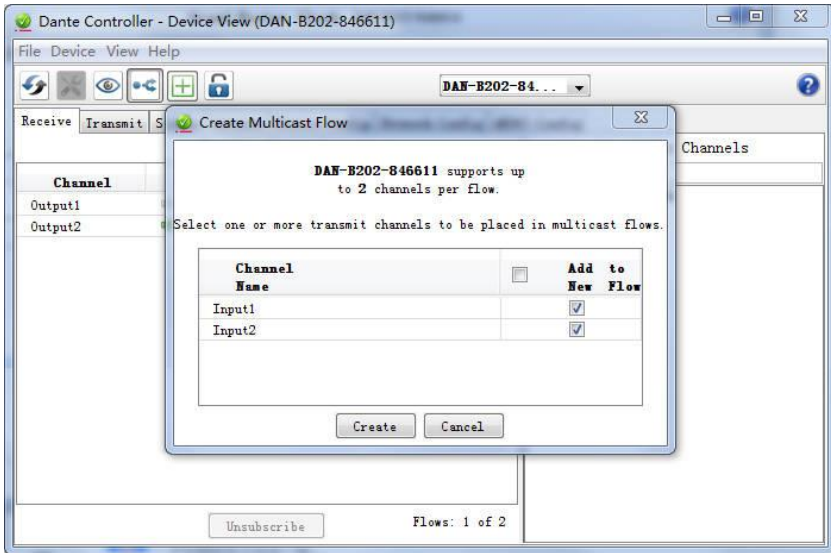 Dante Controller - Device View (DAN-B202-846611)
File Device View Help
DAN-B202-84...
Receive Transmit S
Create Multicast Flow
Channels
DAN-B202-846611 supports up
to 2 channels per flow.
Select one or more transmit channels to be placed in multicast flows.
Channel
Output1
Output2
Channel Name
Add to New Flow
Input1
Input2
Create Cancel
Unsubscribe
Flows: 1 of 2